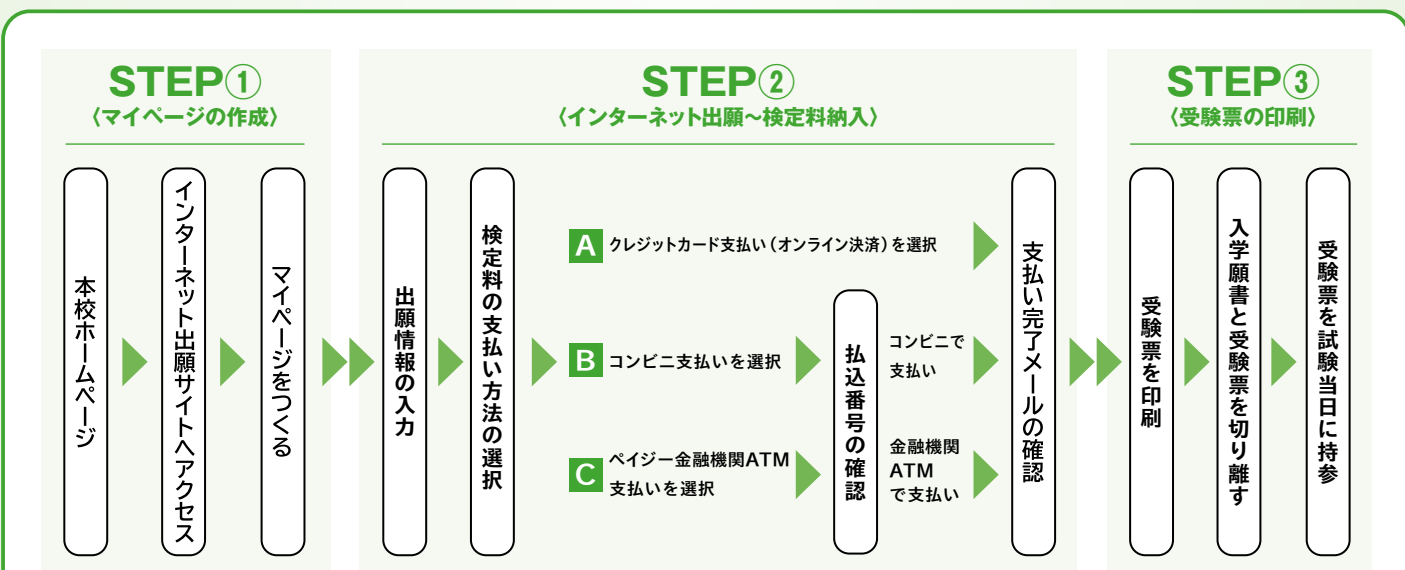 STEP①
〈マイページの作成〉
本校ホームページ
インターネット出願サイトへアクセス
マイページをつくる
STEP②
〈インターネット出願～検定料納入〉
出願情報の入力
検定料の支払い方法の選択
A クレジットカード支払い（オンライン決済）を選択
B コンビニ支払いを選択
C ペイジー金融機関ATM
支払いを選択
払込番号の確認
コンビニで
支払い
金融機関
ATM
で支払い
支払い完了メールの確認
STEP③
〈受験票の印刷〉
受験票を印刷
入学願書と受験票を切り離す
受験票を試験当日に持参